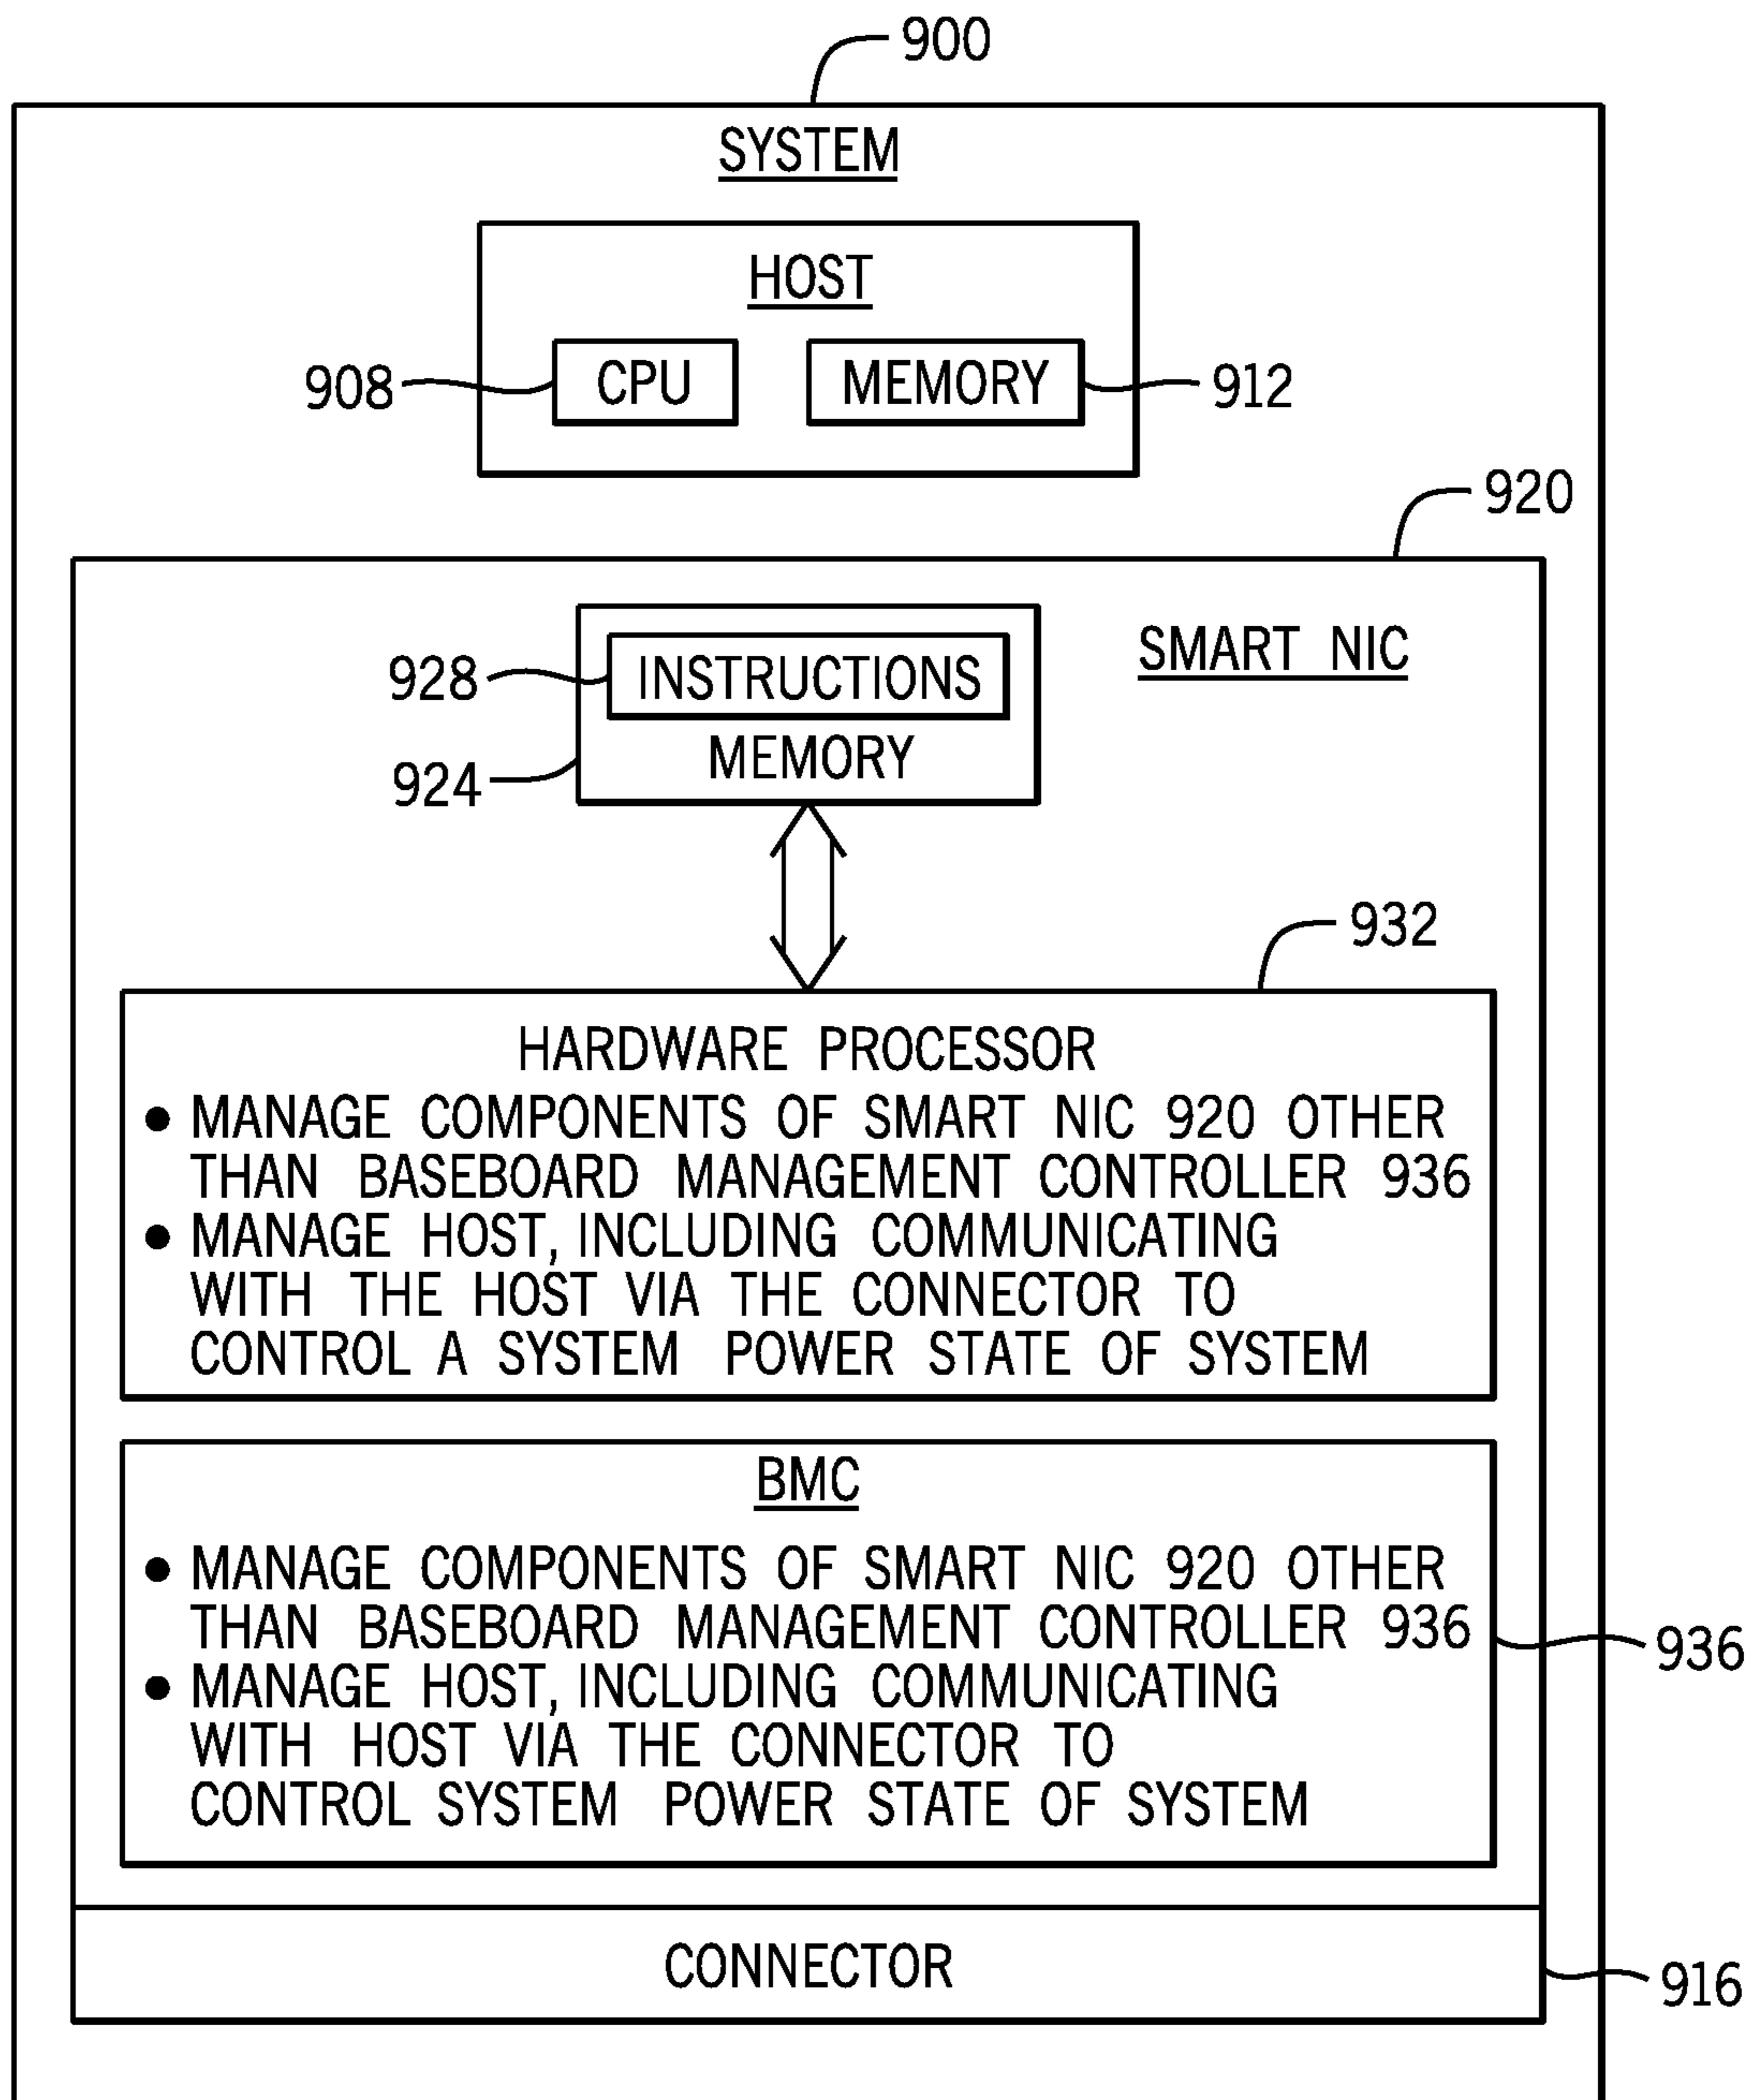 900
SYSTEM
HOST
908
CPU
MEMORY
912
920
SMART NIC
928
INSTRUCTIONS
MEMORY
924
932
HARDWARE PROCESSOR
● MANAGE COMPONENTS OF SMART NIC 920 OTHER
THAN BASEBOARD MANAGEMENT CONTROLLER 936
● MANAGE HOST, INCLUDING COMMUNICATING
WITH THE HOST VIA THE CONNECTOR TO
CONTROL A SYSTEM POWER STATE OF SYSTEM
BMC
● MANAGE COMPONENTS OF SMART NIC 920 OTHER
THAN BASEBOARD MANAGEMENT CONTROLLER 936
● MANAGE HOST, INCLUDING COMMUNICATING
WITH HOST VIA THE CONNECTOR TO
CONTROL SYSTEM POWER STATE OF SYSTEM
936
CONNECTOR
916